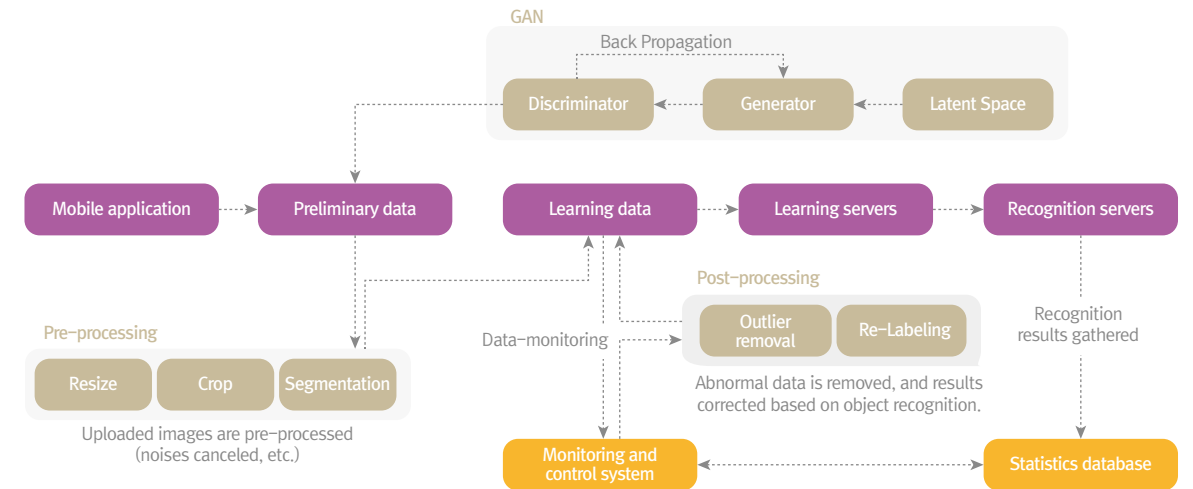 GAN
Back Propagation
Discriminator
Generator
Latent Space
Mobile application
Preliminary data
Learning data
Learning servers
Recognition servers
Post-processing
Outlier
removal
Re-Labeling
Recognition
results gathered
Pre-processing
Data-monitoring
Resize
Crop
Segmentation
Abnormal data is removed, and results
corrected based on object recognition.
Uploaded images are pre-processed
(noises canceled, etc.)
Monitoring and
control system
Statistics database